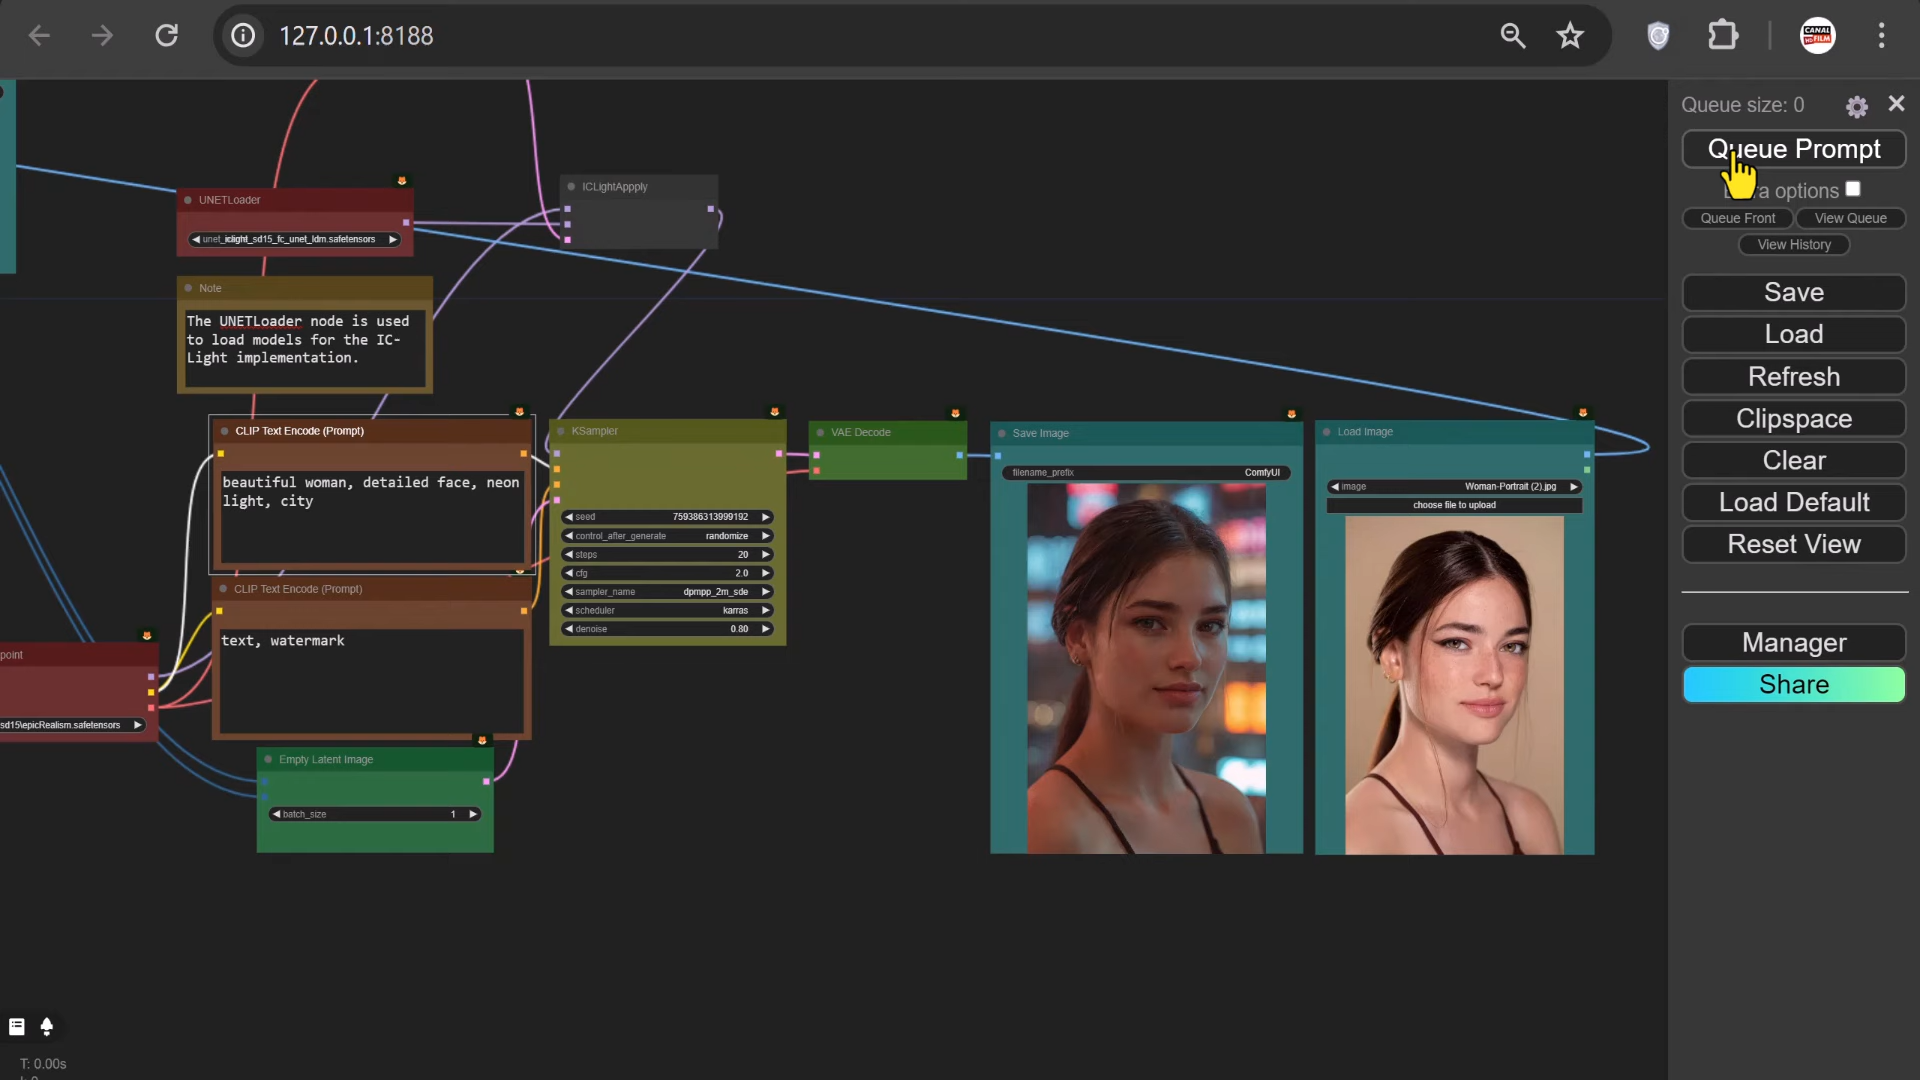 127.0.0.1:8188
CANAL
HD FILM
Queue size: 0
Queue Prompt
options
Queue Front
View Queue
View History
Save
Load
Refresh
Clipspace
Clear
Load Default
Reset View
Manager
Share
UNETLoader
unet_iclight_sd15_fc_unet_ldm.safetensors
ICLightAppply
Note
The UNETLoader node is used
to load models for the IC-
Light implementation.
CLIP Text Encode (Prompt)
beautiful woman, detailed face, neon
light, city
CLIP Text Encode (Prompt)
text, watermark
point
sd15\epicRealism.safetensors
Empty Latent Image
batch_size 1
KSampler
seed 759386313999192
control_after_generate randomize
steps 20
cfg 2.0
sampler_name dpmpp_2m_sde
scheduler karras
denoise 0.80
VAE Decode
Save Image
filename_prefix ComfyUI
Load Image
image Woman-Portrait (2).jpg
choose file to upload
T: 0.00s